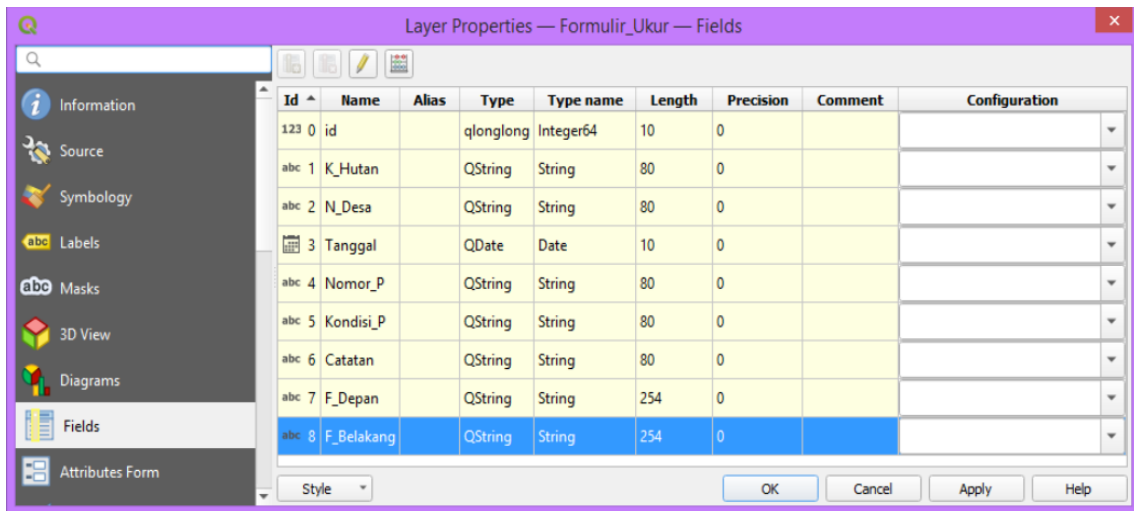 Layer Properties — Formulir_Ukur — Fields
Information
Source
Symbology
abc Labels
abc Masks
3D View
Diagrams
Fields
Attributes Form
Id Name Alias Type Type name Length Precision Comment Configuration
123 0 id qlonglong Integer64 10 0
abc 1 K_Hutan QString String 80 0
abc 2 N_Desa QString String 80 0
3 Tanggal QDate Date 10 0
abc 4 Nomor_P QString String 80 0
abc 5 Kondisi_P QString String 80 0
abc 6 Catatan QString String 80 0
abc 7 F_Depan QString String 254 0
abc 8 F_Belakang QString String 254 0
Style OK Cancel Apply Help